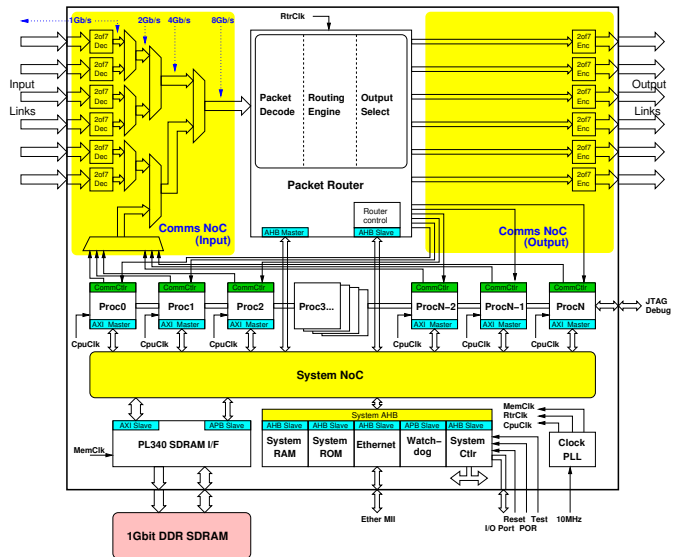 1Gb/s
2Gb/s
4Gb/s
8Gb/s
RtrClk
2of7
Dec
2of7
Dec
2of7
Dec
2of7
Dec
2of7
Dec
2of7
Dec
Input
Links
Packet
Decode
Routing
Engine
Output
Select
Packet Router
2of7
Enc
2of7
Enc
2of7
Enc
2of7
Enc
2of7
Enc
2of7
Enc
Output
Links
Comms NoC
(Input)
Router
control
AHB Master
AHB Slave
Comms NoC
(Output)
CommCtlr
Proc0
AXI Master
CpuClk
CommCtlr
Proc1
AXI Master
CpuClk
CommCtlr
Proc2
AXI Master
CpuClk
Proc3...
CommCtlr
ProcN-2
AXI Master
CpuClk
CommCtlr
ProcN-1
AXI Master
CpuClk
CommCtlr
ProcN
AXI Master
CpuClk
JTAG
Debug
System NoC
AXI Slave
APB Slave
PL340 SDRAM I/F
MemClk
System AHB
AHB Slave
System
RAM
AHB Slave
System
ROM
AHB Slave
Ethernet
APB Slave
Watch-
dog
AHB Slave
System
Ctlr
MemClk
RtrClk
CpuClk
Clock
PLL
1Gbit DDR SDRAM
Ether MII
Reset Test
I/O Port POR
10MHz